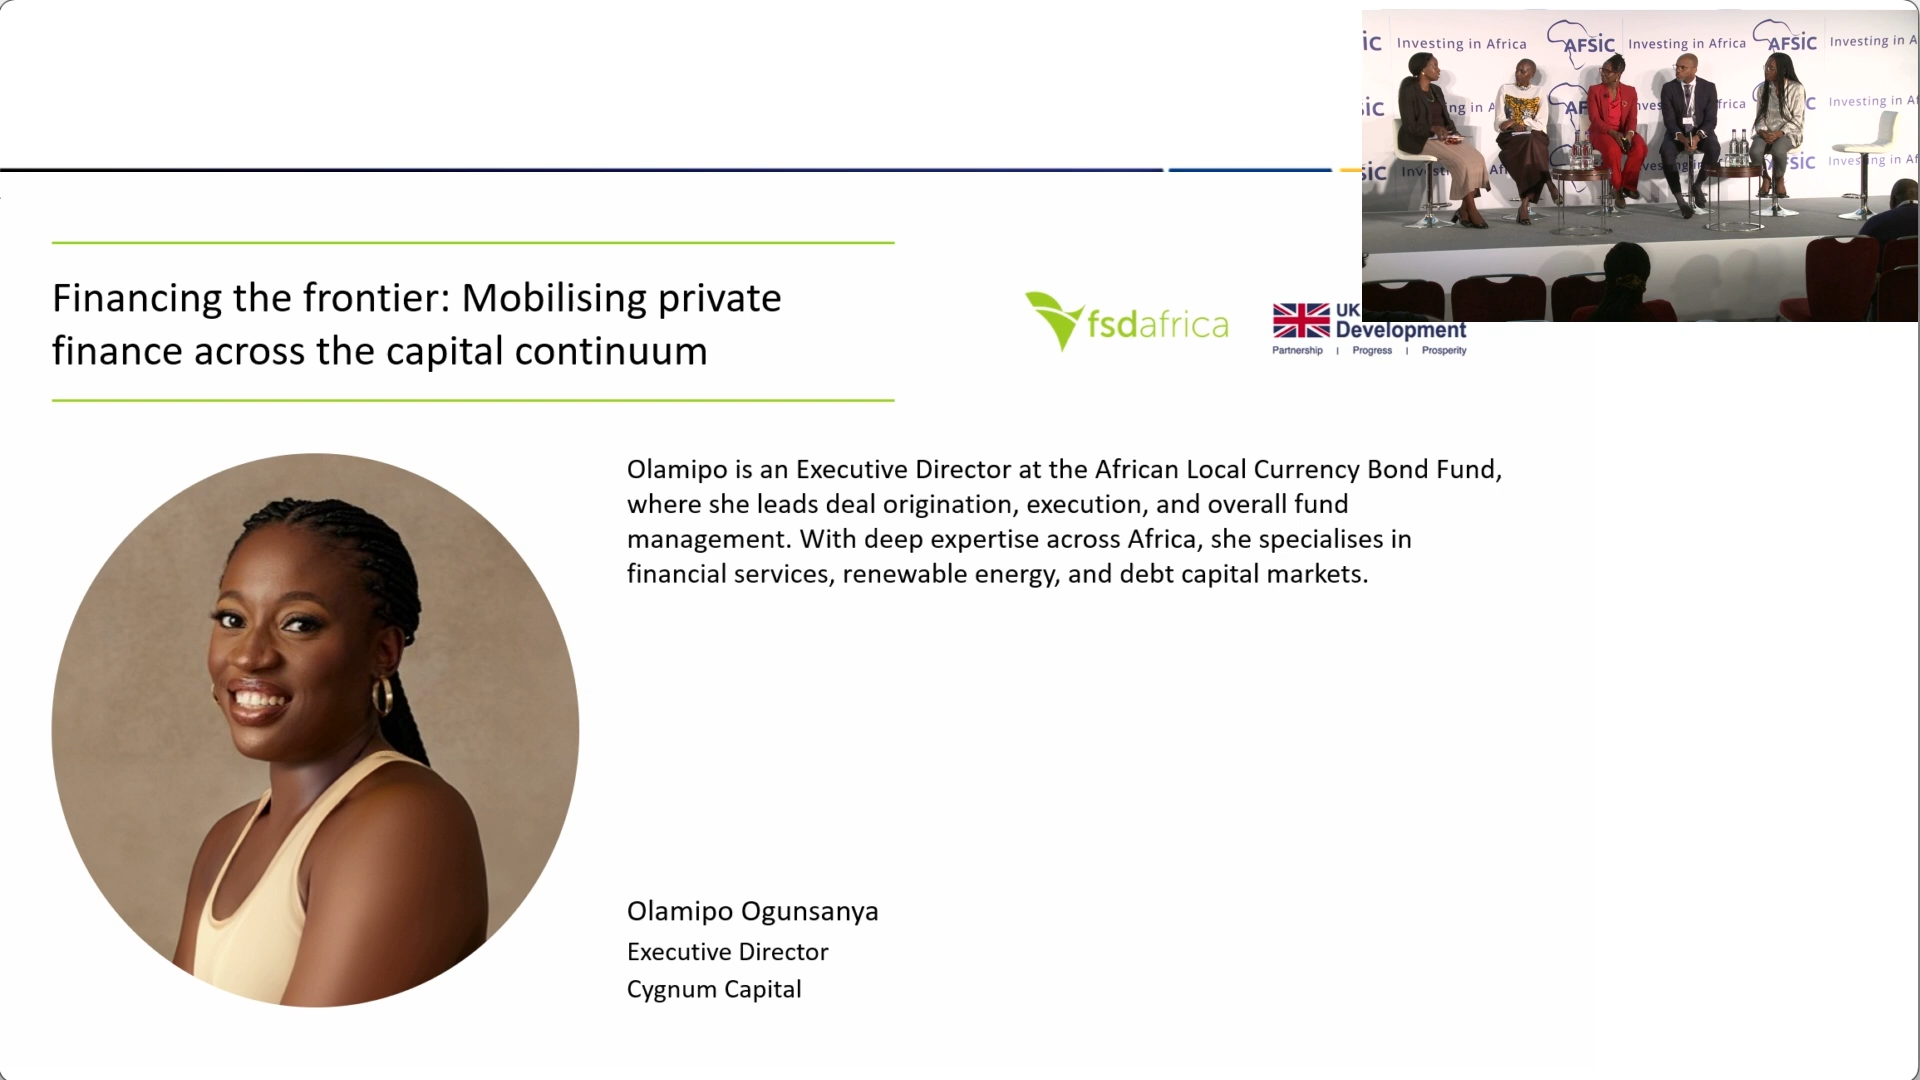 Financing the frontier: Mobilising private
finance across the capital continuum
fsdafrica
UK
Development
Partnership | Progress | Prosperity
Olamipo is an Executive Director at the African Local Currency Bond Fund,
where she leads deal origination, execution, and overall fund
management. With deep expertise across Africa, she specialises in
financial services, renewable energy, and debt capital markets.
Olamipo Ogunsanya
Executive Director
Cygnum Capital
Investing in Africa AFSIC Investing in Africa AFSIC Investing in A